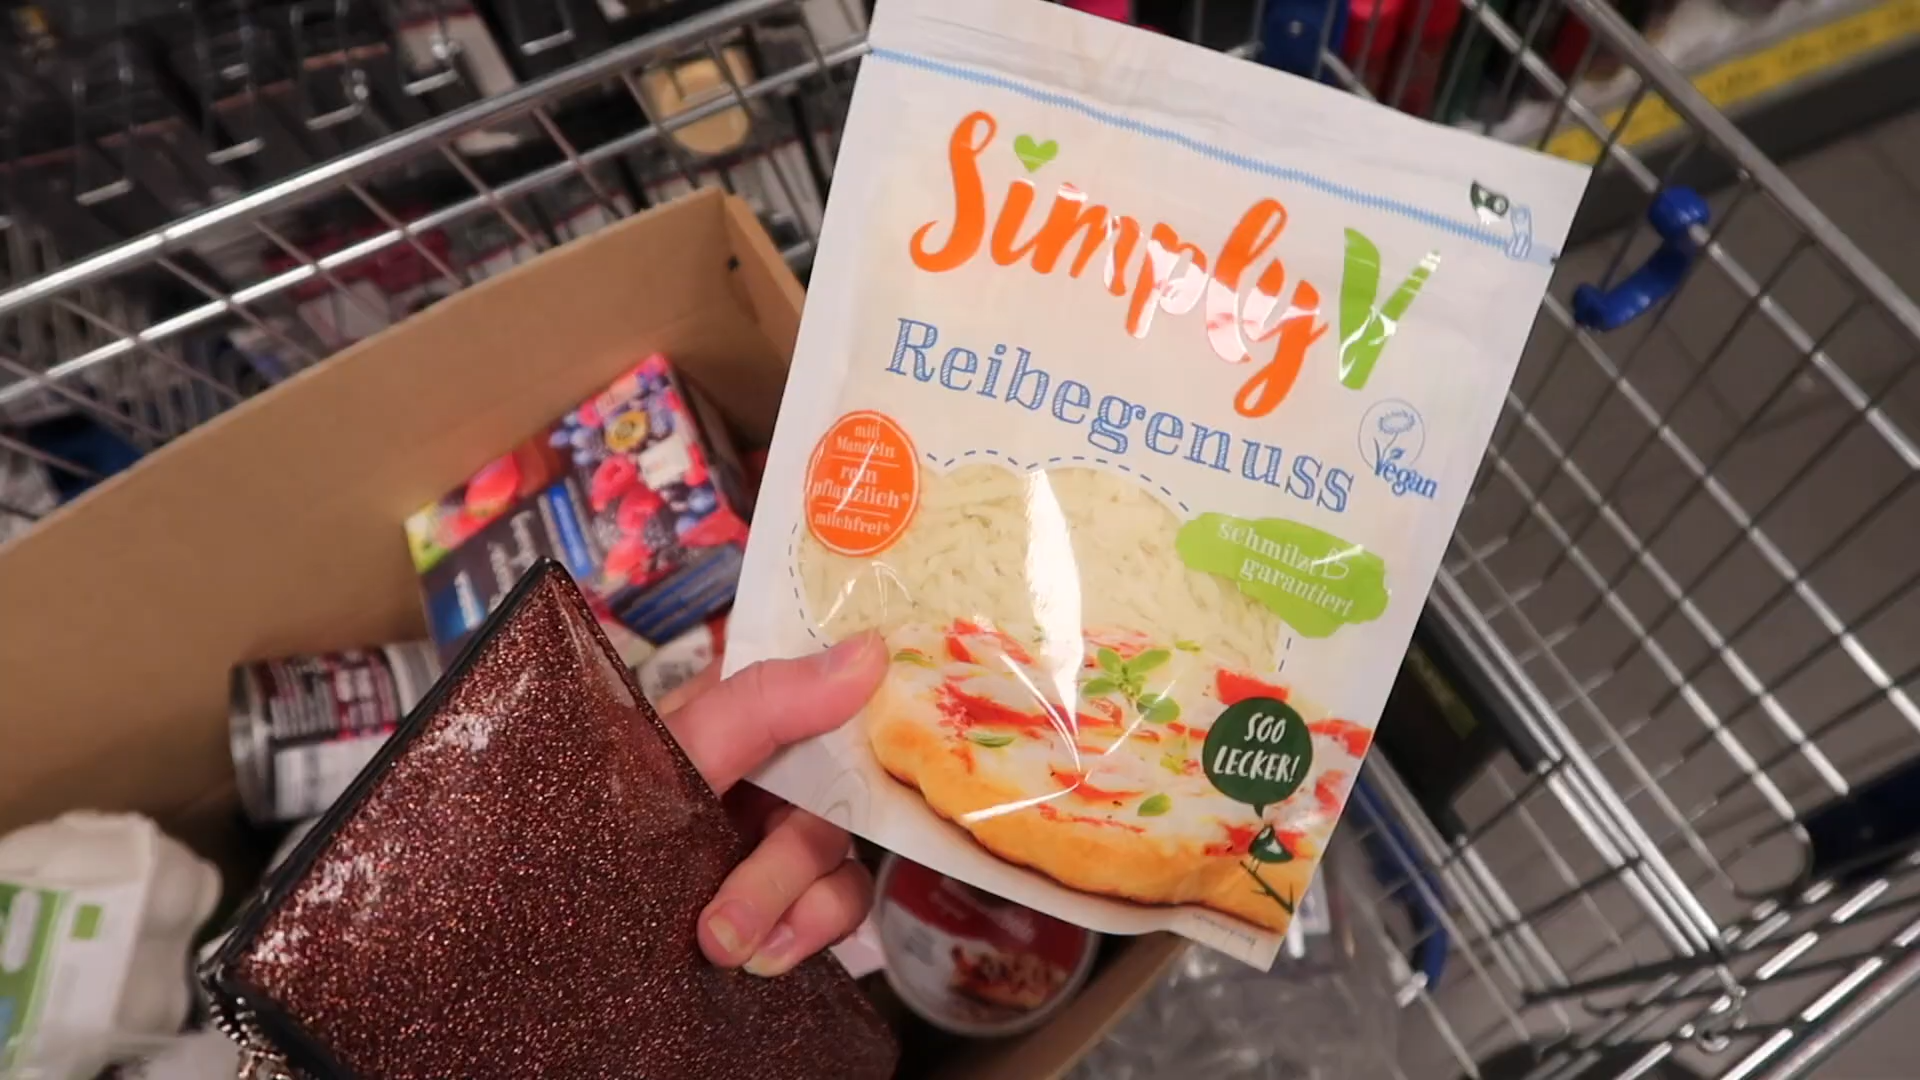 Simply V
Reibegenuss
mit
Mandeln
rein
pflanzlich*
milchfrei*
Vegan
schmilzt
garantiert
SOO
LECKER!